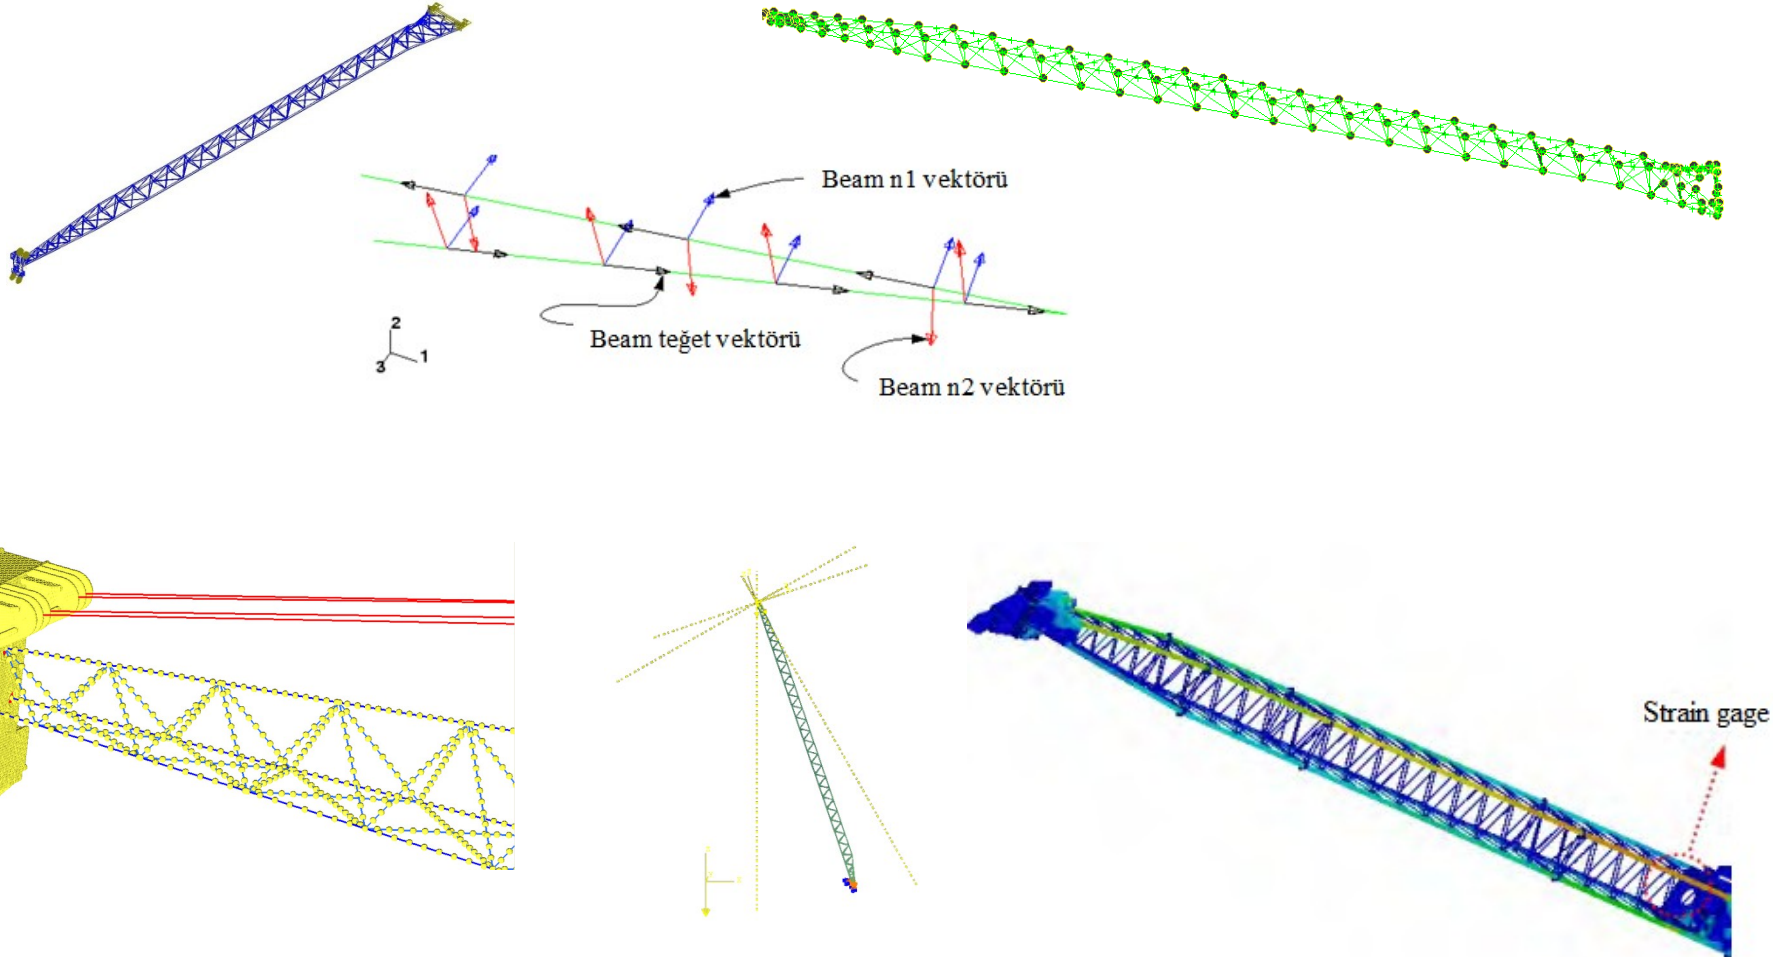 Beam n1 vektörü
Beam teğet vektörü
2
1
3
Beam n2 vektörü
Strain gage